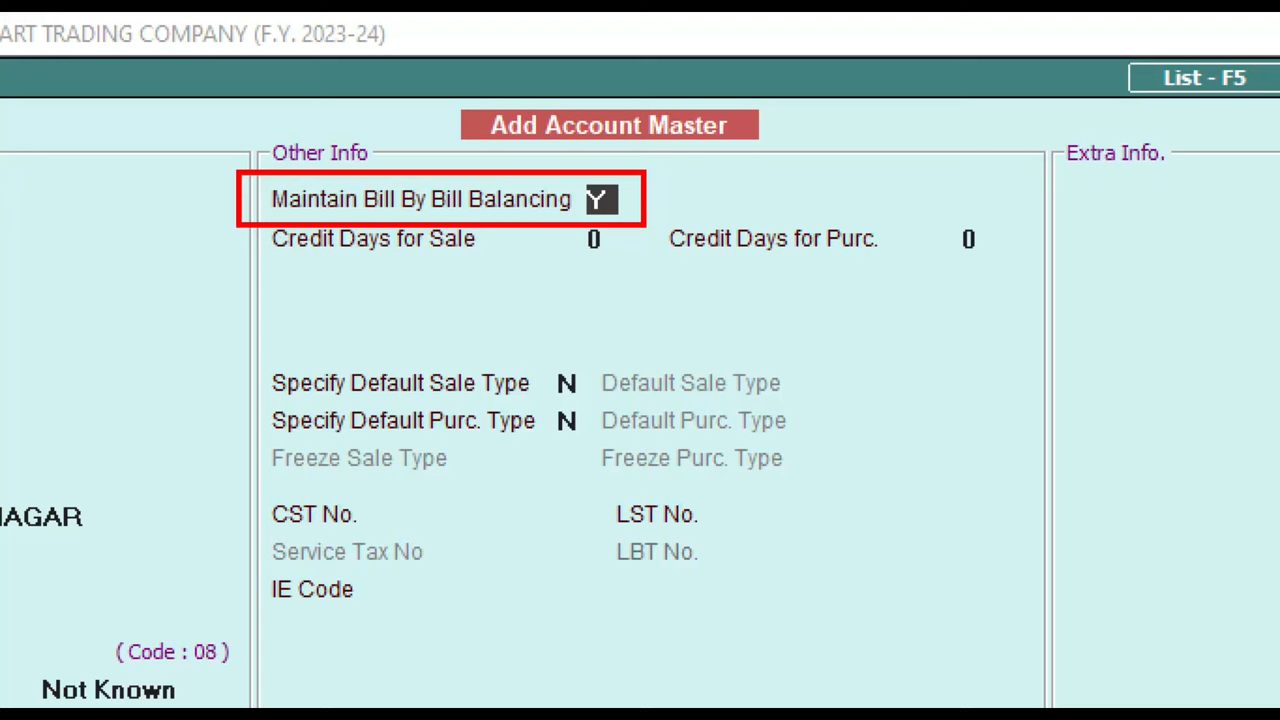 ART TRADING COMPANY (F.Y. 2023-24)
List - F5
Add Account Master
Other Info
Extra Info.
Maintain Bill By Bill Balancing Y
Credit Days for Sale 0 Credit Days for Purc. 0
Specify Default Sale Type N Default Sale Type
Specify Default Purc. Type N Default Purc. Type
Freeze Sale Type Freeze Purc. Type
CST No. LST No.
NAGAR
Service Tax No LBT No.
IE Code
( Code : 08 )
Not Known